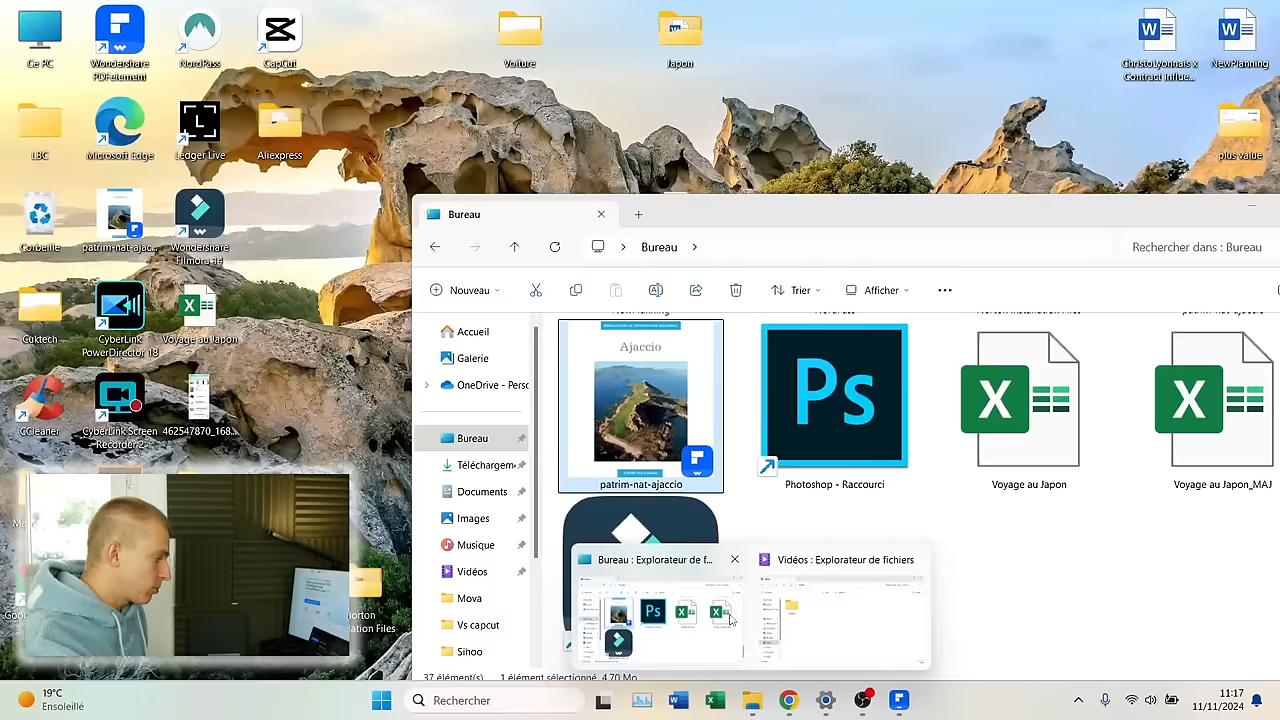 Ce PC
Wondershare
PDFelement
NordPass
CapCut
Voiture
Japon
ChristoLyonnais x
Contract Influe...
NewPlanning
LBC
Microsoft Edge
Ledger Live
Aliexpress
plus value
Corbeille
patrim-nat-ajac...
Wondershare
Filmora 14
Cuktech
CyberLink
PowerDirector 18
Voyage au Japon
CCleaner
CyberLink Screen
Recorder 2
462547870_168...
Bureau
Bureau
Rechercher dans : Bureau
Nouveau
Trier
Afficher
Accueil
Galerie
OneDrive - Perso
Bureau
Téléchargem
Documents
Images
Musique
Vidéos
Mova
Vs capcut
Sihoo
Ajaccio
patrim-nat-ajaccio
Ps
Photoshop - Raccourci
Voyage au Japon
Voyage au Japon_MAJ
Bureau : Explorateur de f...
Vidéos : Explorateur de fichiers
37 élément(s)
1 élément sélectionné 4,70 Mo
19°C
Ensoleillé
Rechercher
11:17
11/11/2024